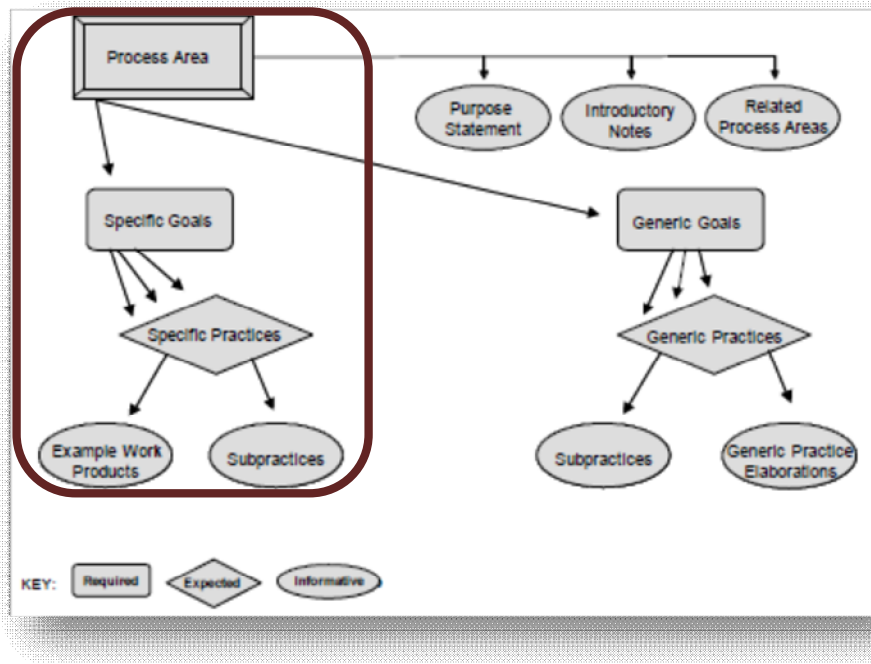 Process Area
Purpose
Statement
Introductory
Notes
Related
Process Areas
Specific Goals
Generic Goals
Specific Practices
Generic Practices
Example Work
Products
Subpractices
Subpractices
Generic Practice
Elaborations
KEY:
Required
Expected
Informative